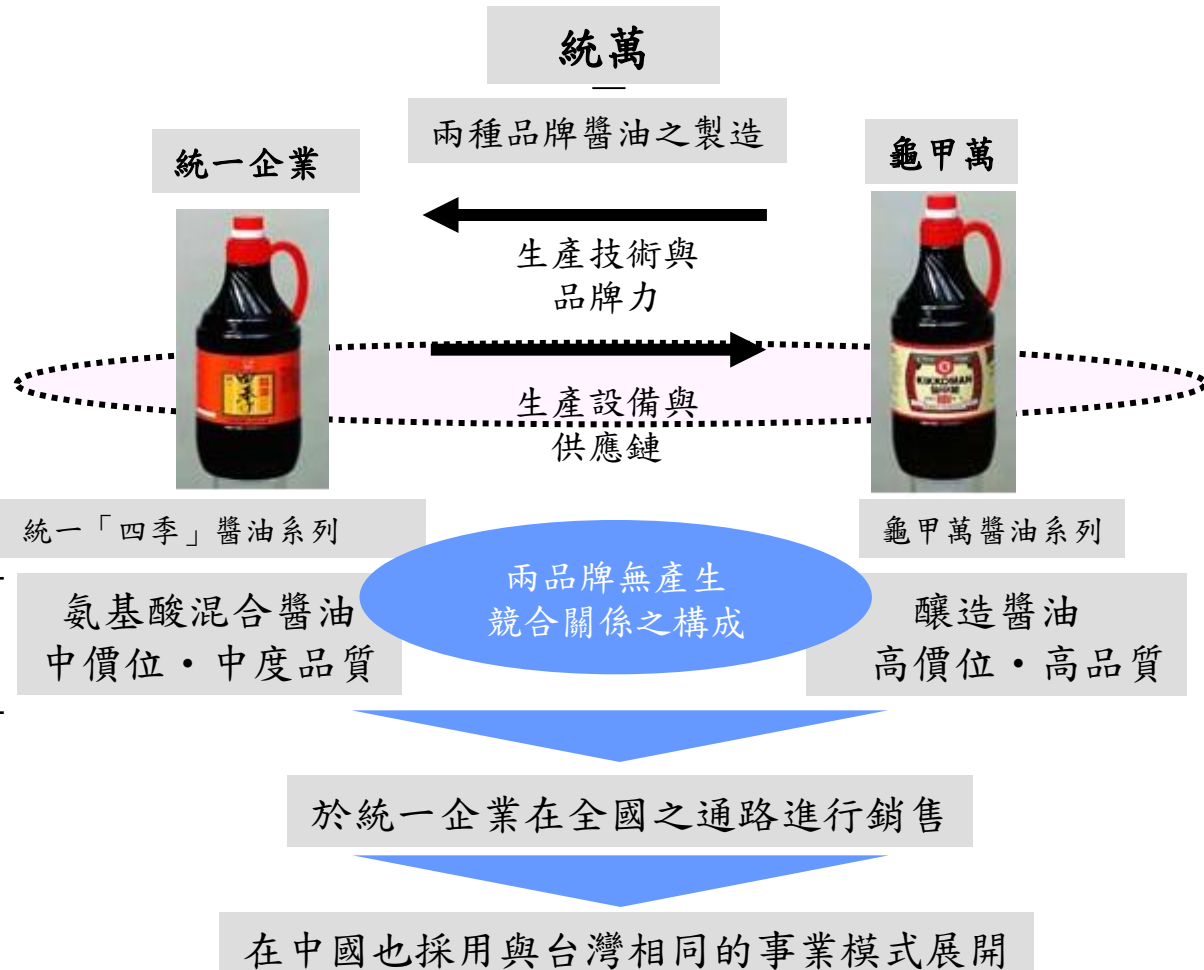 統萬
兩種品牌醬油之製造
統一企業
龜甲萬
生產技術與
品牌力
生產設備與
供應鏈
KIKKOMAN
統一「四季」醬油系列
龜甲萬醬油系列
兩品牌無產生
競合關係之構成
氨基酸混合醬油
中價位・中度品質
釀造醬油
高價位・高品質
於統一企業在全國之通路進行銷售
在中國也採用與台灣相同的事業模式展開